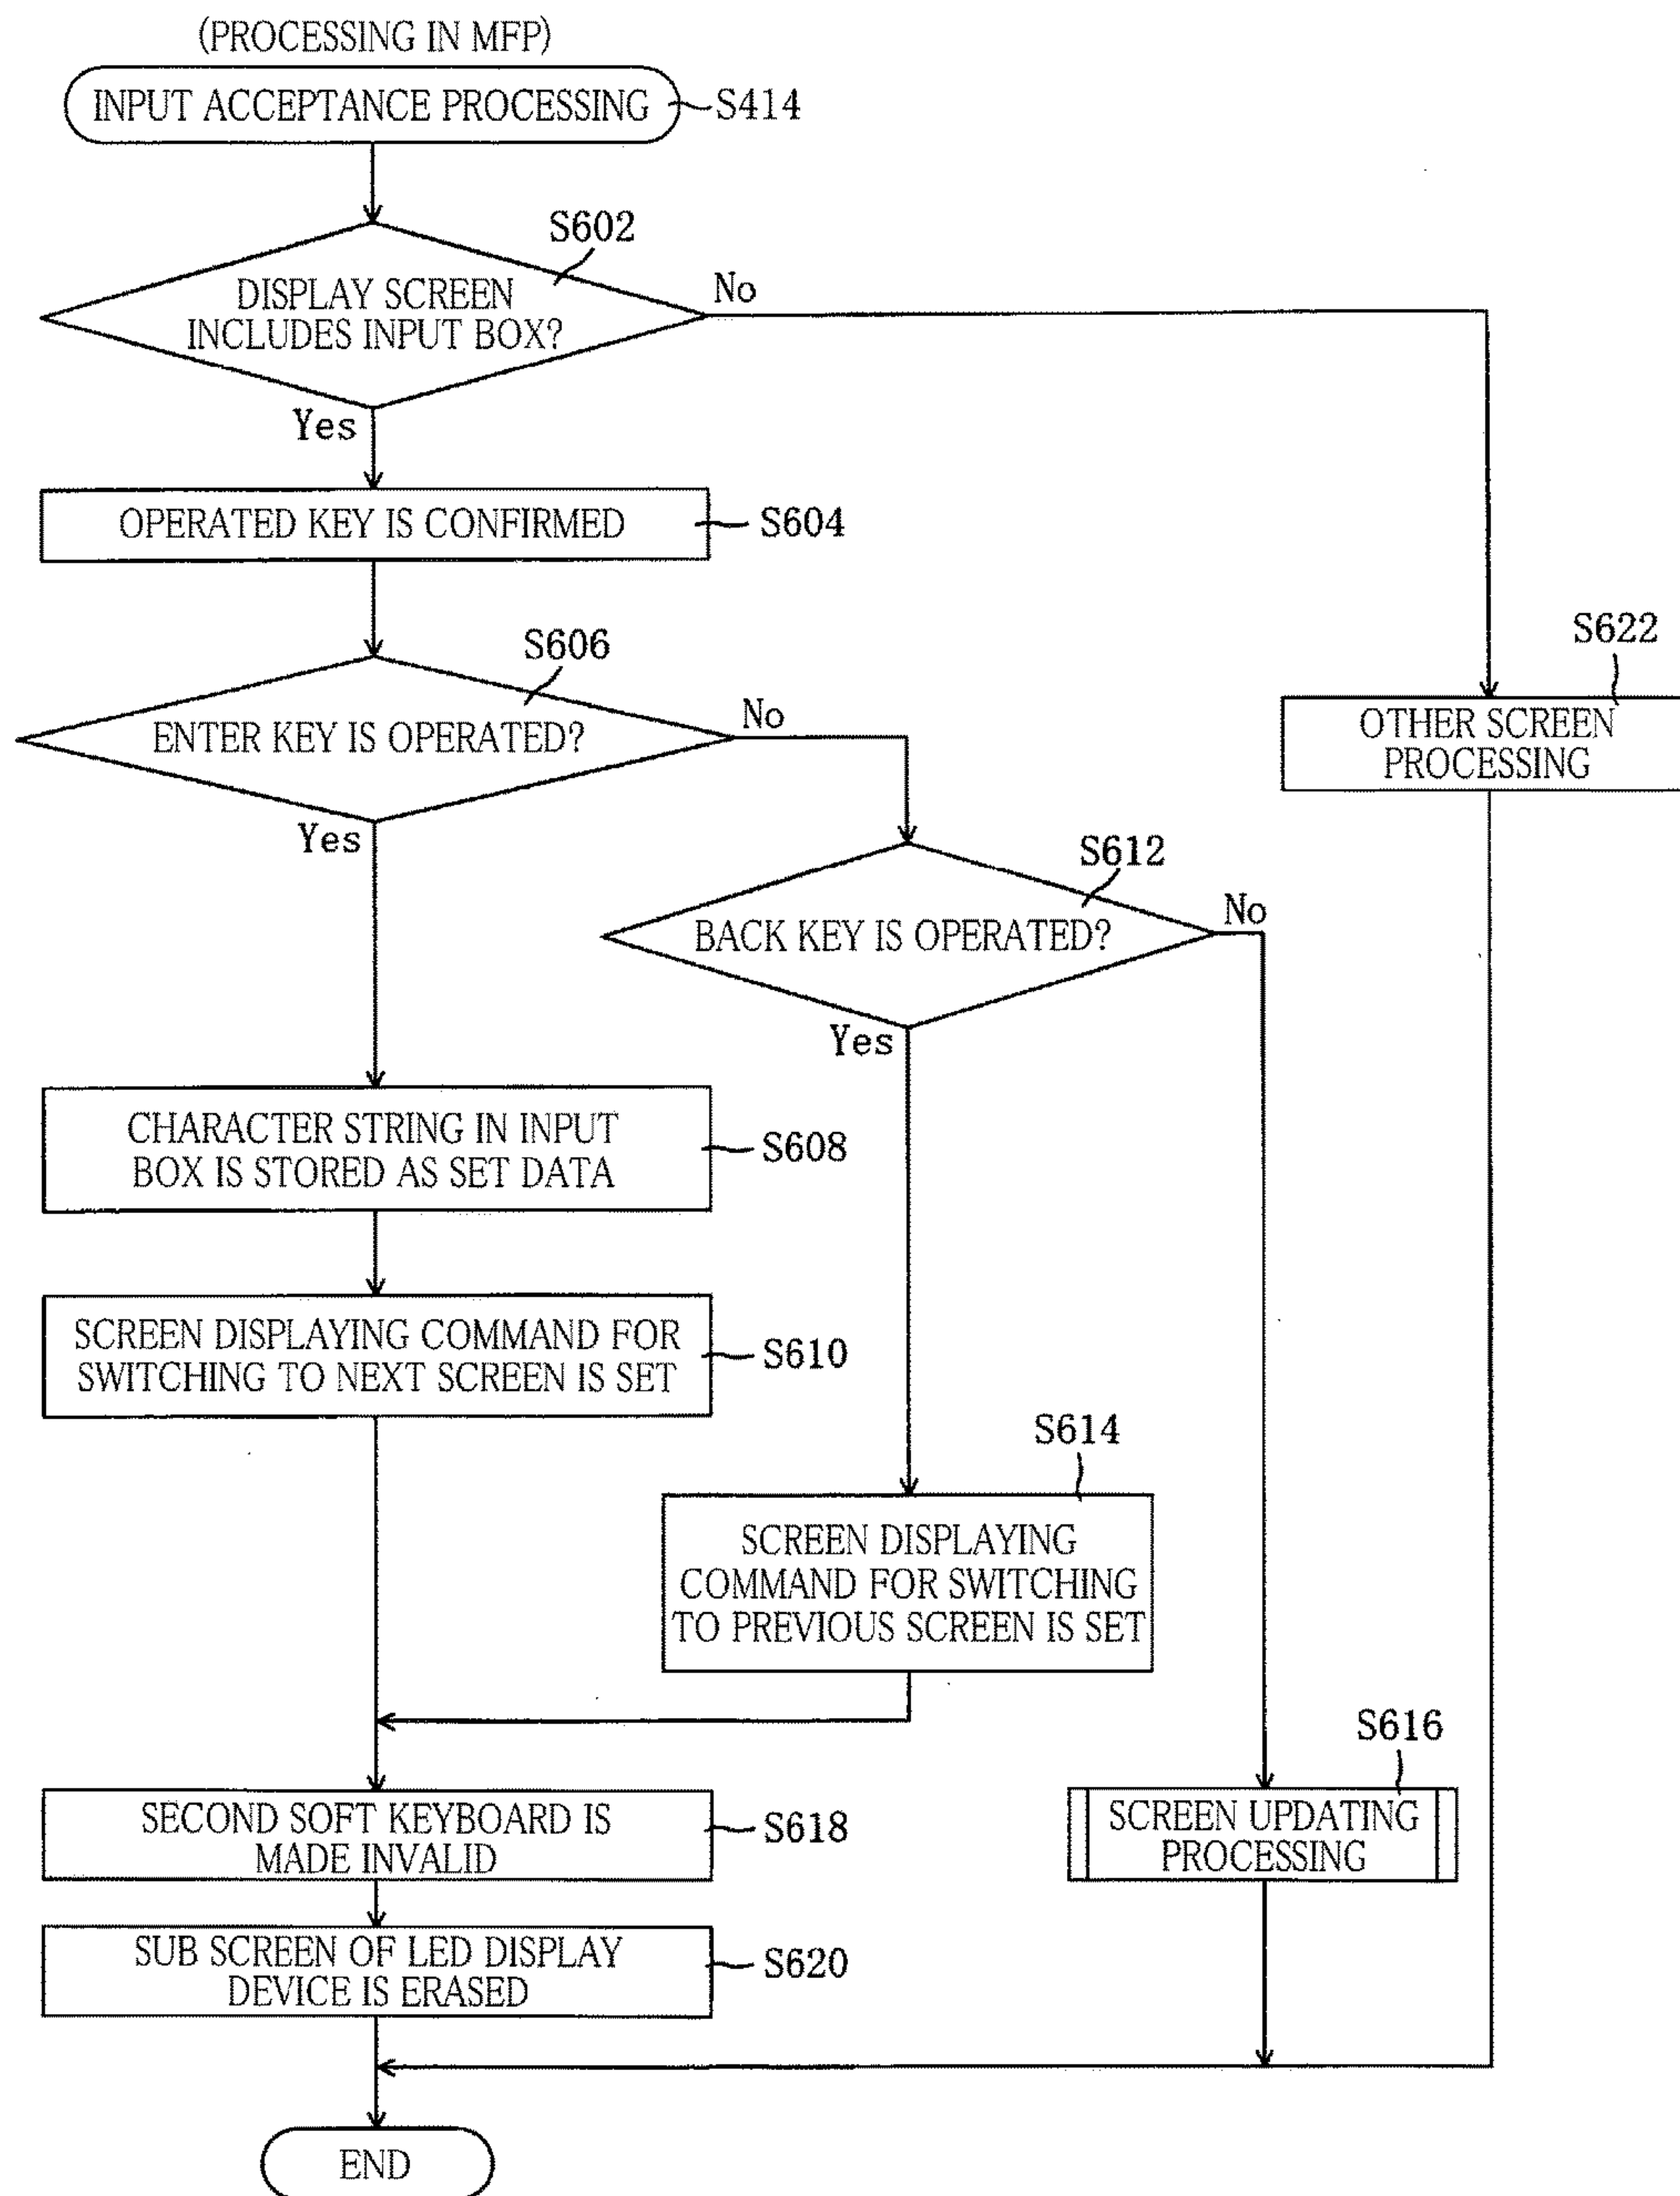 (PROCESSING IN MFP)
INPUT ACCEPTANCE PROCESSING
S414
S602
DISPLAY SCREEN
INCLUDES INPUT BOX?
No
Yes
OPERATED KEY IS CONFIRMED
S604
S606
ENTER KEY IS OPERATED?
No
Yes
S622
OTHER SCREEN
PROCESSING
S612
BACK KEY IS OPERATED?
No
Yes
CHARACTER STRING IN INPUT
BOX IS STORED AS SET DATA
S608
SCREEN DISPLAYING COMMAND FOR
SWITCHING TO NEXT SCREEN IS SET
S610
S614
SCREEN DISPLAYING
COMMAND FOR SWITCHING
TO PREVIOUS SCREEN IS SET
S616
SCREEN UPDATING
PROCESSING
SECOND SOFT KEYBOARD IS
MADE INVALID
S618
SUB SCREEN OF LED DISPLAY
DEVICE IS ERASED
S620
END